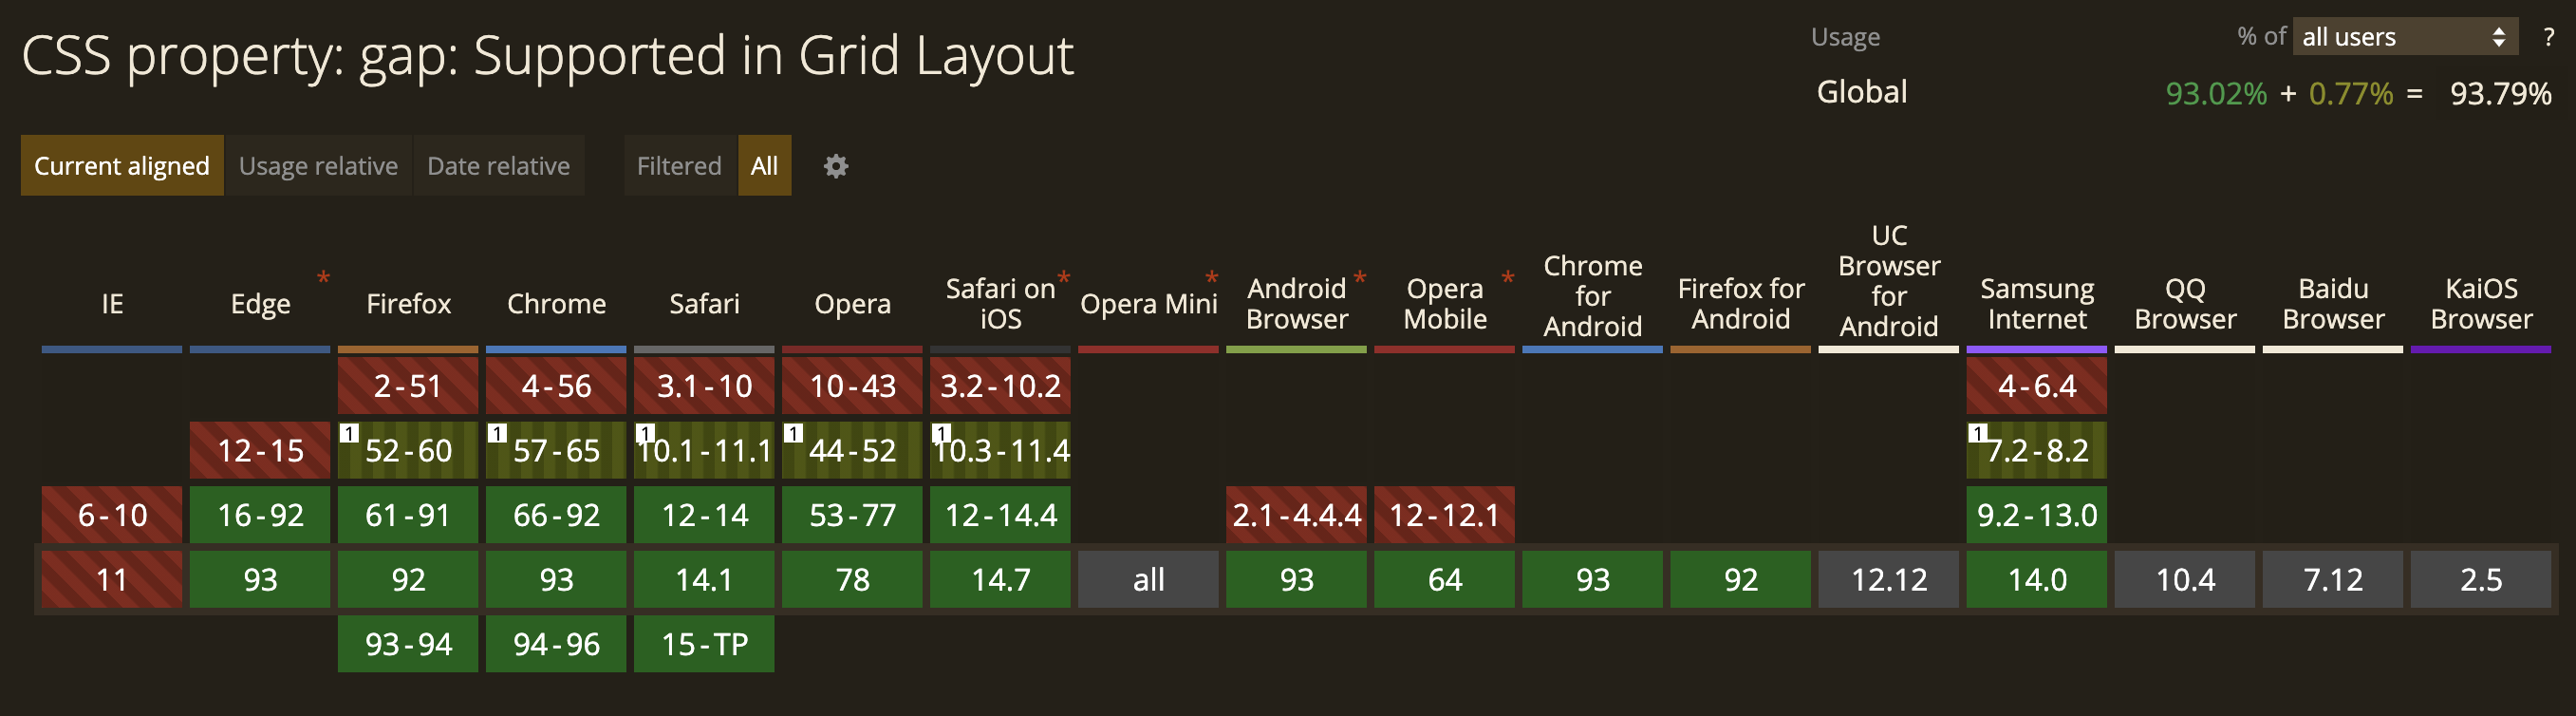 CSS property: gap: Supported in Grid Layout
Usage % of all users ?
Global 93.02% + 0.77% = 93.79%
Current aligned Usage relative Date relative Filtered All
IE
Edge *
Firefox
Chrome
Safari
Opera
Safari on *
iOS
Opera Mini *
Android *
Browser
Opera *
Mobile
Chrome
for
Android
Firefox for
Android
UC
Browser
for
Android
Samsung
Internet
QQ
Browser
Baidu
Browser
KaiOS
Browser
2-51 4-56 3.1-10 10-43 3.2-10.2 4-6.4
12-15 1 52-60 1 57-65 1 10.1-11.1 1 44-52 1 10.3-11.4 1 7.2-8.2
6-10 16-92 61-91 66-92 12-14 53-77 12-14.4 2.1-4.4.4 12-12.1 9.2-13.0
11 93 92 93 14.1 78 14.7 all 93 64 93 92 12.12 14.0 10.4 7.12 2.5
93-94 94-96 15-TP